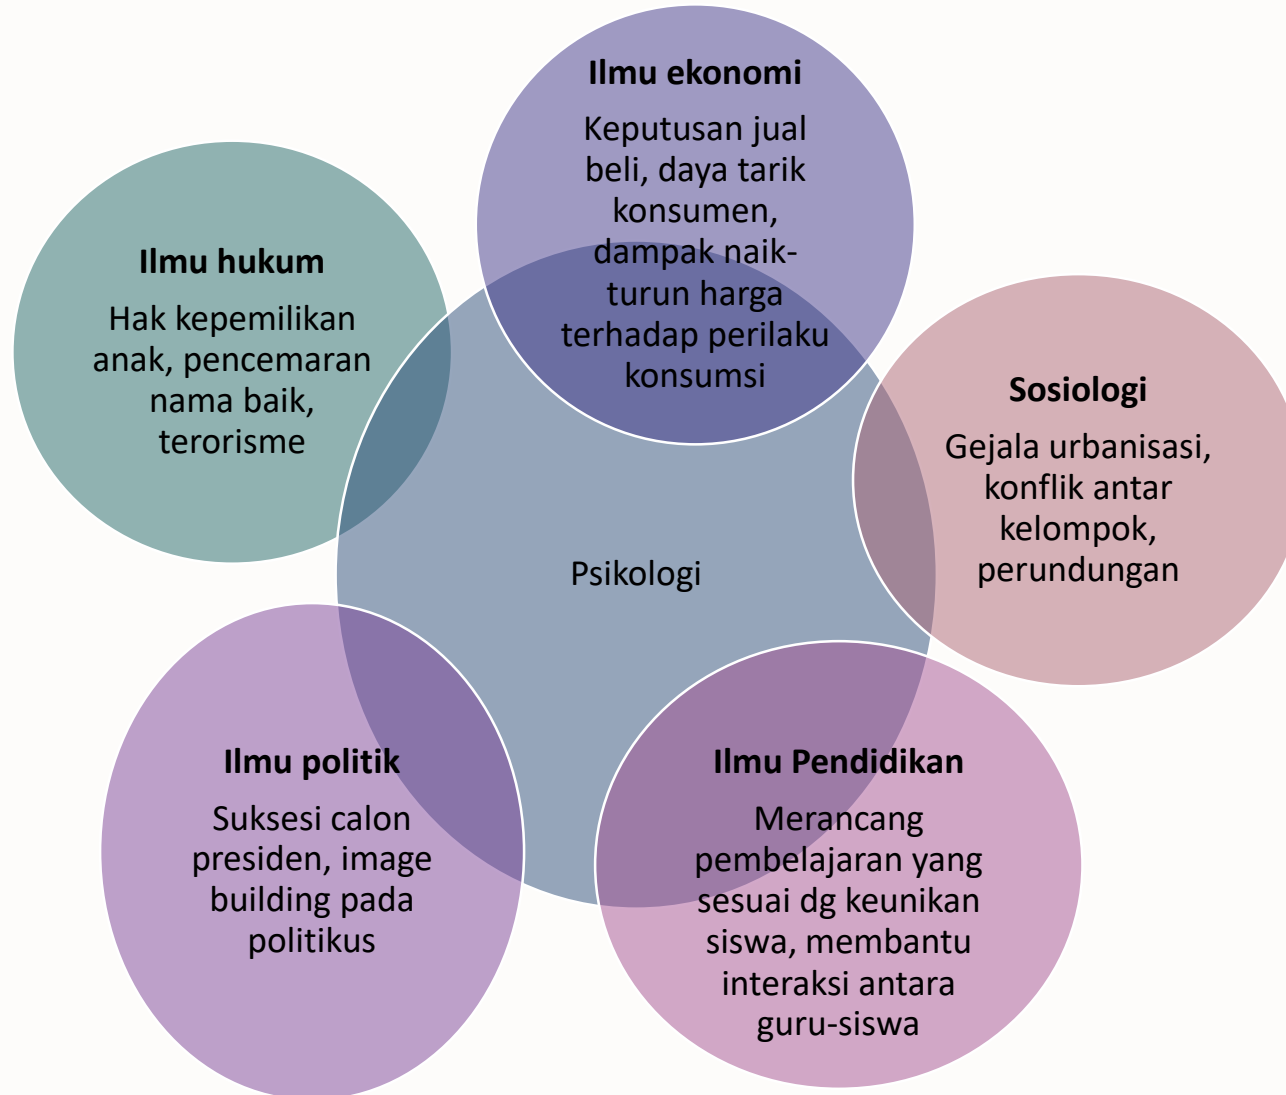 Ilmu ekonomi
Keputusan jual
beli, daya tarik
konsumen,
dampak naik-
turun harga
terhadap perilaku
konsumsi
Ilmu hukum
Hak kepemilikan
anak, pencemaran
nama baik,
terorisme
Sosiologi
Gejala urbanisasi,
konflik antar
kelompok,
perundungan
Psikologi
Ilmu politik
Suksesi calon
presiden, image
building pada
politikus
Ilmu Pendidikan
Merancang
pembelajaran yang
sesuai dg keunikan
siswa, membantu
interaksi antara
guru-siswa